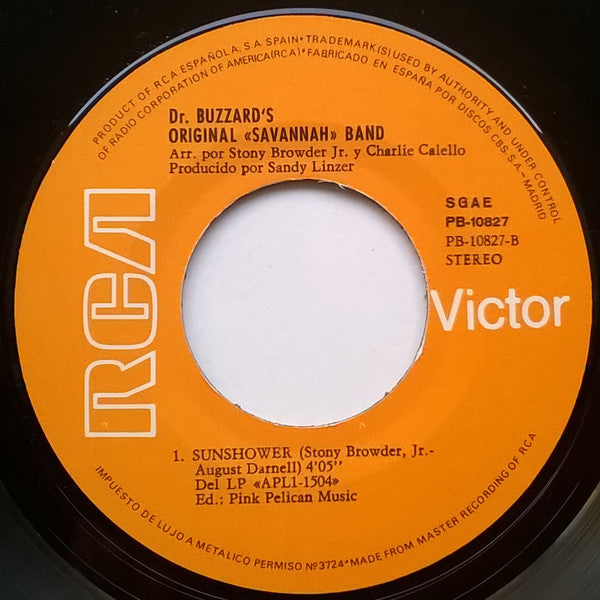 PRODUCT OF R.C.A. ESPAÑOLA, S. A. SPAIN • TRADEMARK(S) USED BY AUTHORITY AND UNDER CONTROL
OF RADIO CORPORATION OF AMERICA (RCA) • FABRICADO EN ESPAÑA POR DISCOS CBS, S.A. - MADRID
Dr. BUZZARD'S
ORIGINAL «SAVANNAH» BAND
Arr. por Stony Browder Jr. y Charlie Calello
Producido por Sandy Linzer
SGAE
PB-10827
PB-10827-B
STEREO
RCA
Victor
1. SUNSHOWER (Stony Browder, Jr.-
August Darnell) 4'05"
Del LP «APL1-1504»
Ed.: Pink Pelican Music
IMPUESTO DE LUJO A METALICO PERMISO Nº 3724 * MADE FROM MASTER RECORDING OF RCA